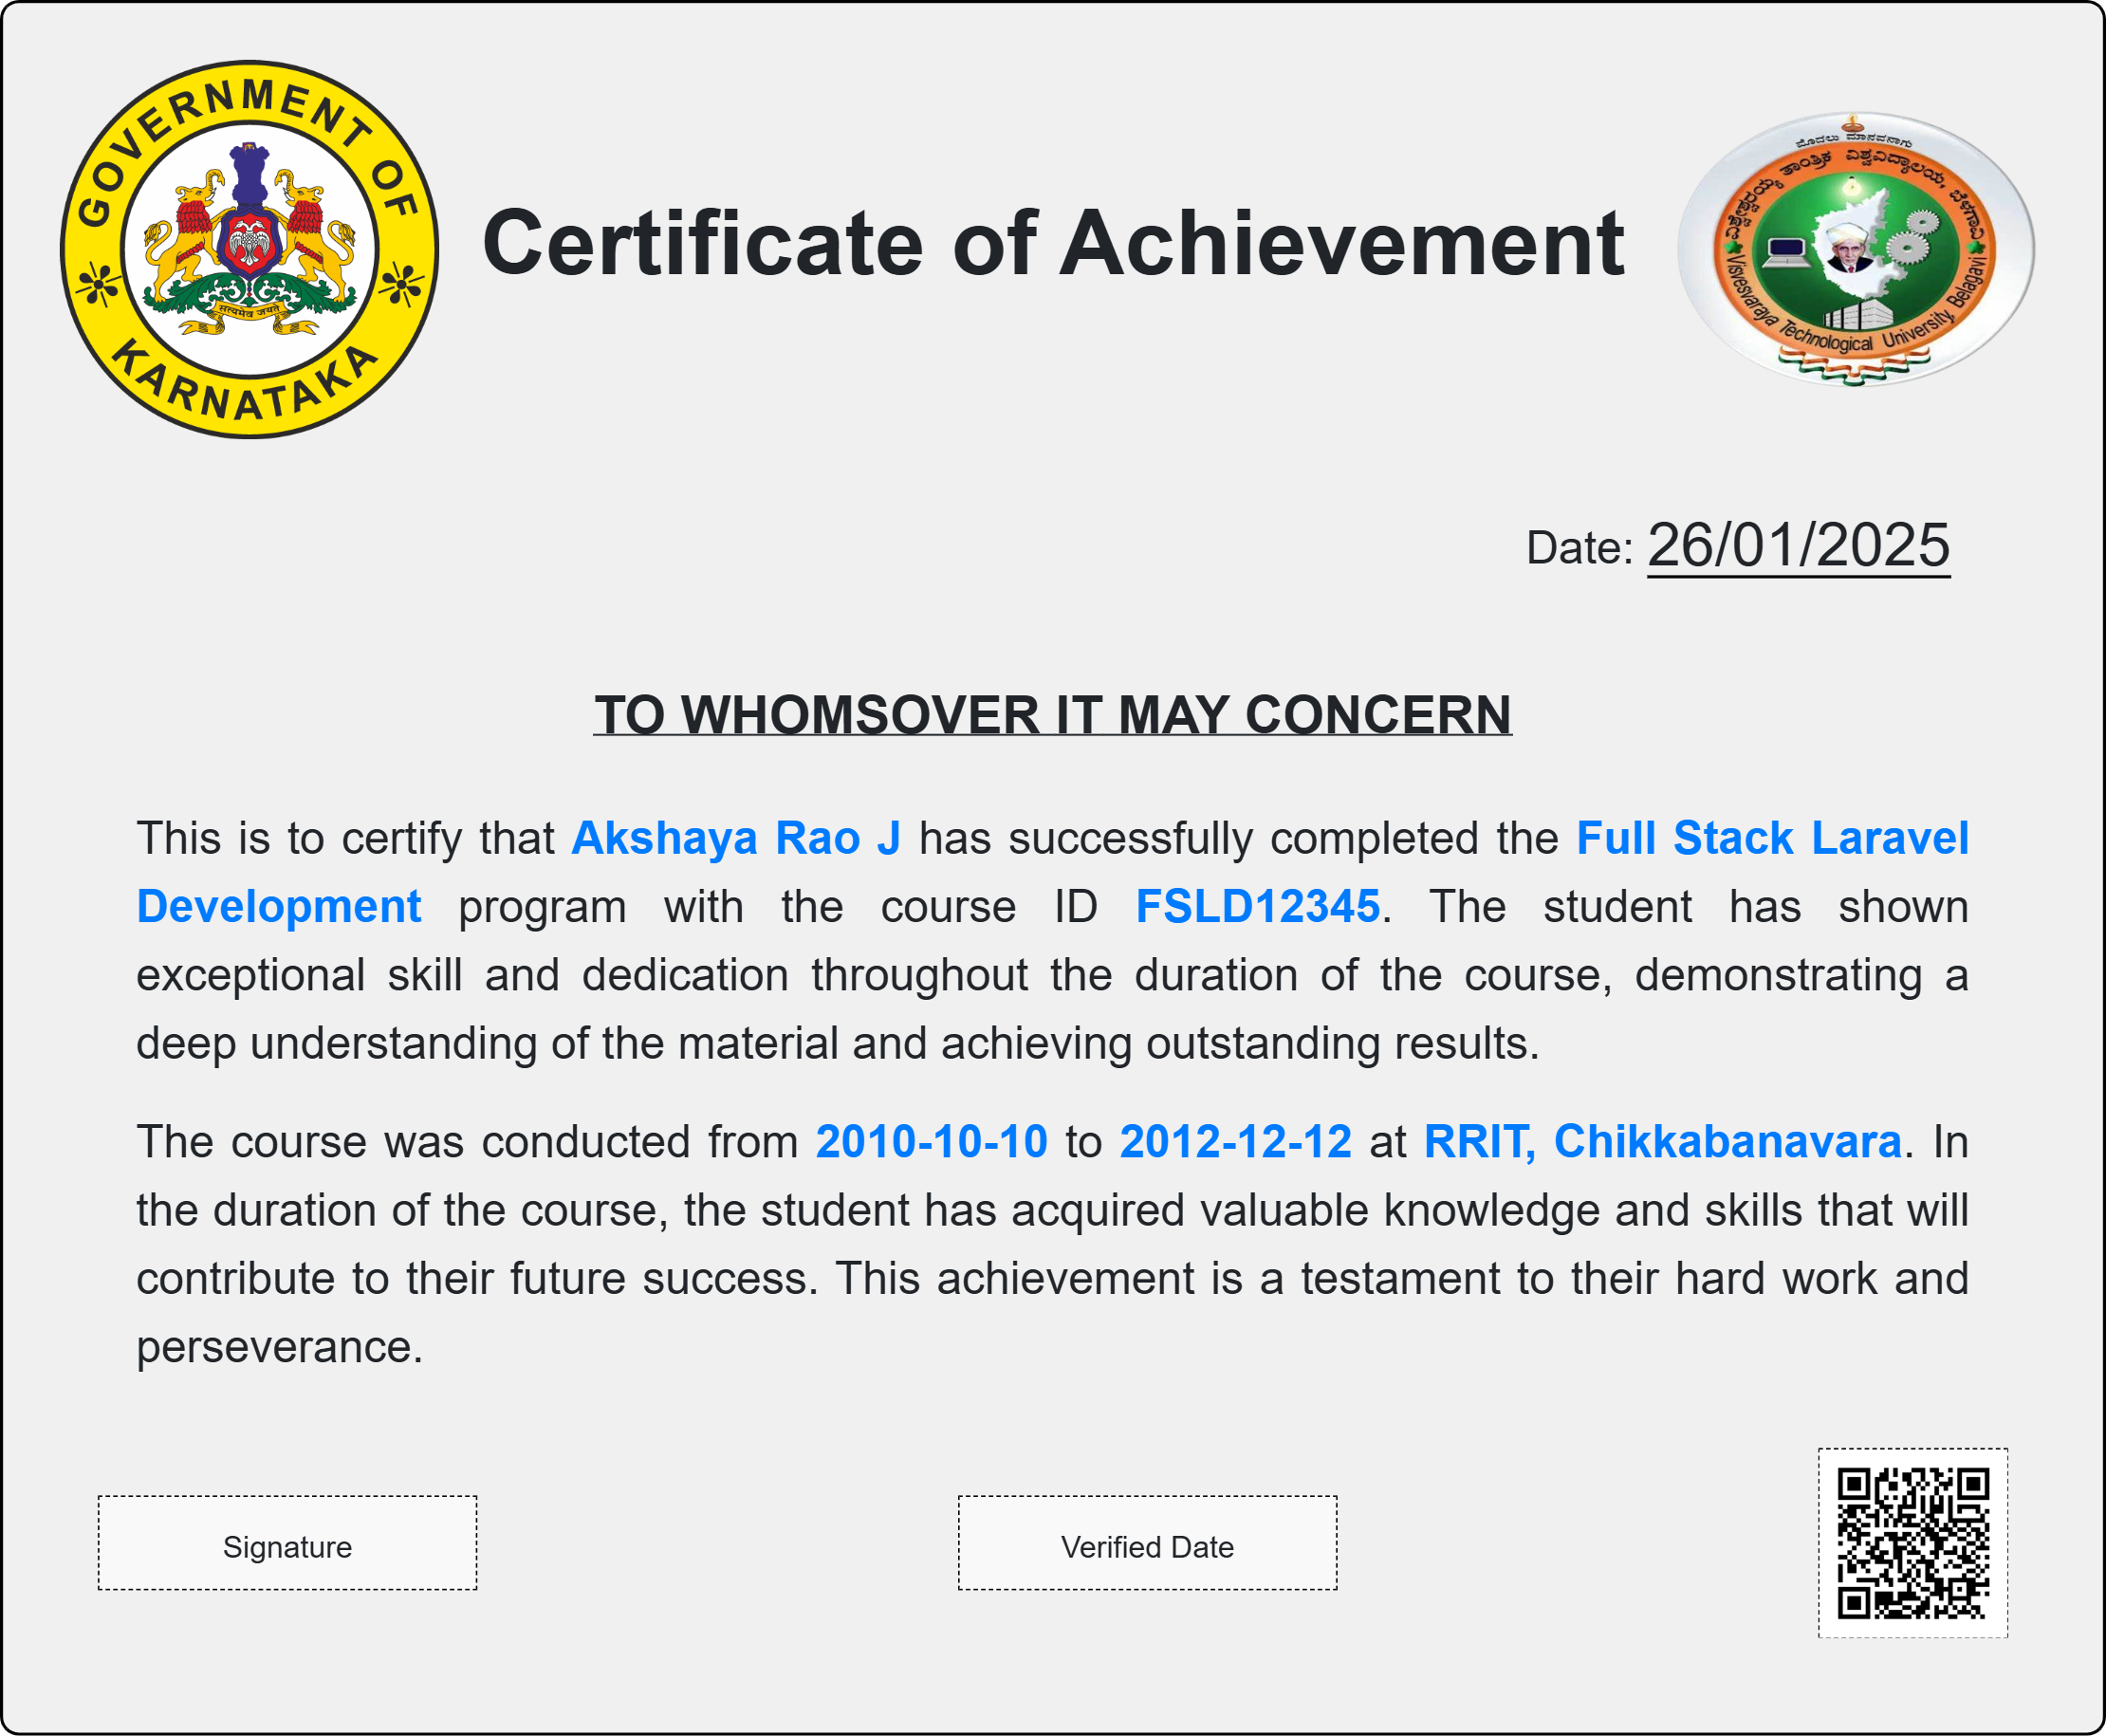 GOVERNMENT OF
KARNATAKA
सत्यमेव जयते
Certificate of Achievement
ಮೊದಲು ಮಾನವನಾಗು
ತಾಂತ್ರಿಕ ವಿಶ್ವವಿದ್ಯಾಲಯ, ಬೆಳಗಾವಿ
Visvesvaraya Technological University, Belagavi
Date: 26/01/2025
TO WHOMSOVER IT MAY CONCERN
This is to certify that Akshaya Rao J has successfully completed the Full Stack Laravel
Development program with the course ID FSLD12345. The student has shown
exceptional skill and dedication throughout the duration of the course, demonstrating a
deep understanding of the material and achieving outstanding results.
The course was conducted from 2010-10-10 to 2012-12-12 at RRIT, Chikkabanavara. In
the duration of the course, the student has acquired valuable knowledge and skills that will
contribute to their future success. This achievement is a testament to their hard work and
perseverance.
Signature
Verified Date